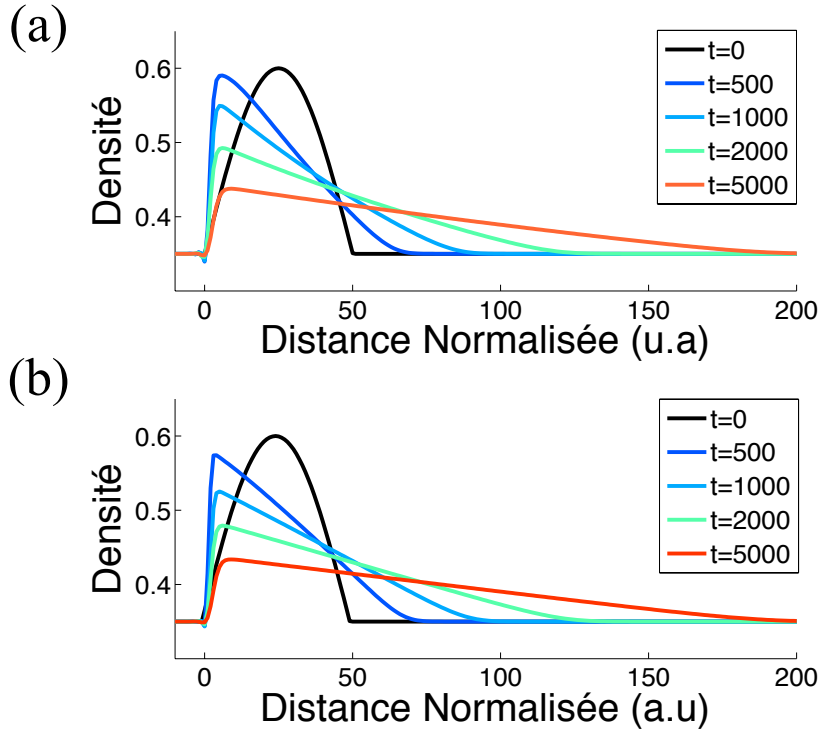 (a)
Densité
0.6
0.5
0.4
0
50
100
150
200
Distance Normalisée (u.a)
t=0
t=500
t=1000
t=2000
t=5000
(b)
Densité
0.6
0.5
0.4
0
50
100
150
200
Distance Normalisée (a.u)
t=0
t=500
t=1000
t=2000
t=5000